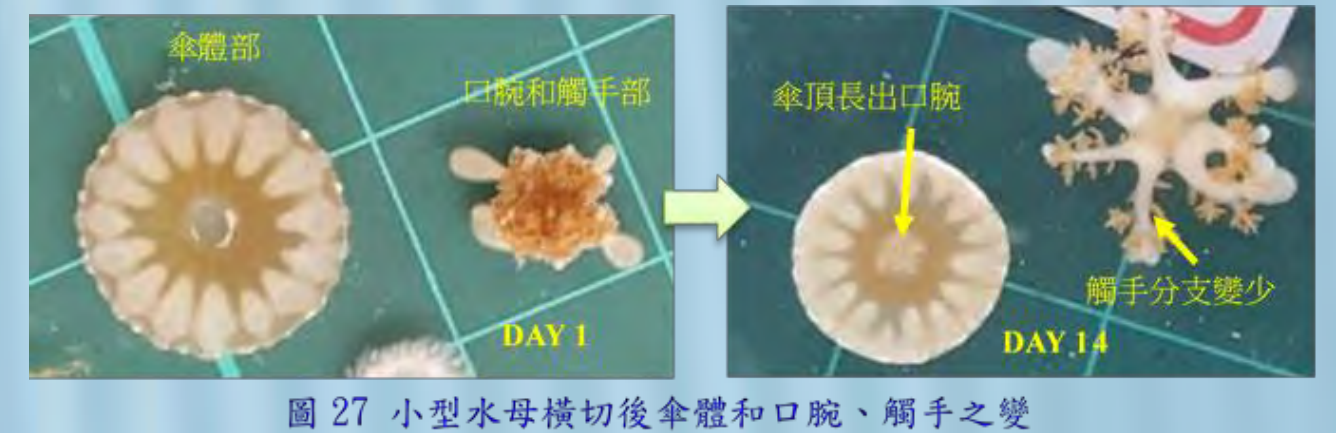 傘體部
口腕和觸手部
DAY 1
傘頂長出口腕
觸手分支變少
DAY 14
圖 27 小型水母橫切後傘體和口腕、觸手之變